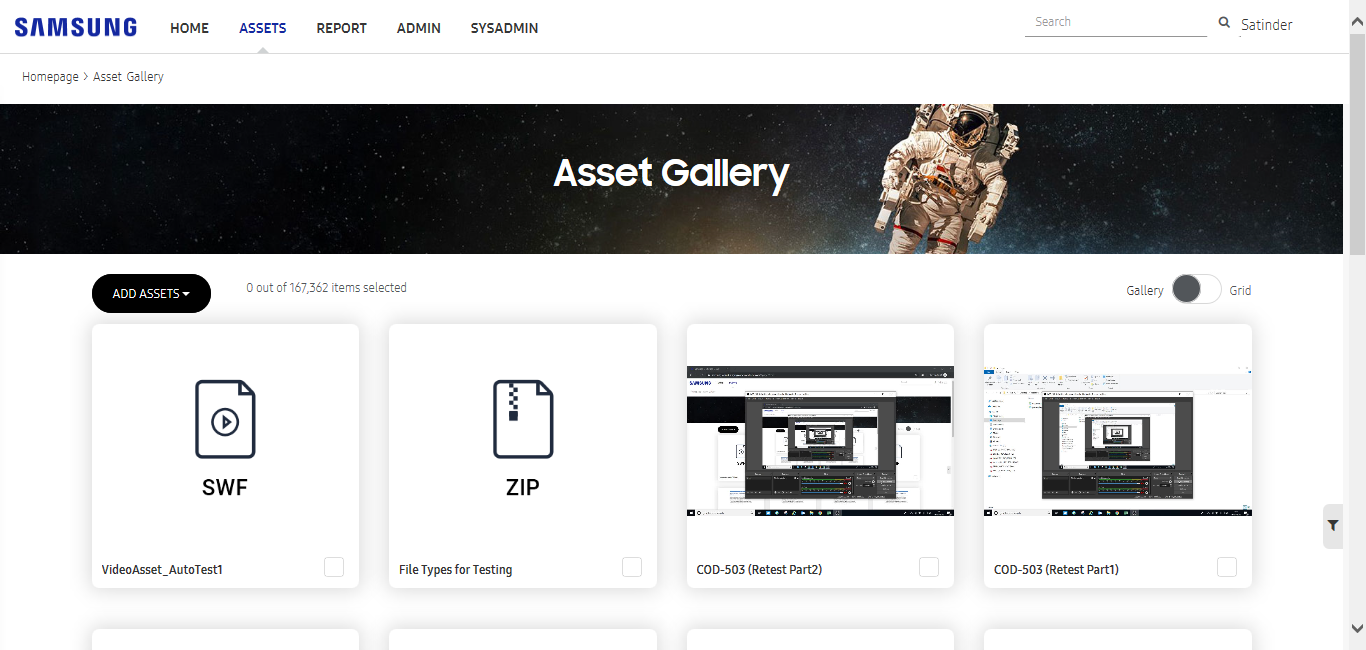 SAMSUNG HOME ASSETS REPORT ADMIN SYSADMIN Search Satinder
Homepage > Asset Gallery
Asset Gallery
ADD ASSETS 0 out of 167,362 items selected Gallery Grid
SWF ZIP
VideoAsset_AutoTest1 File Types for Testing COD-503 (Retest Part2) COD-503 (Retest Part1)